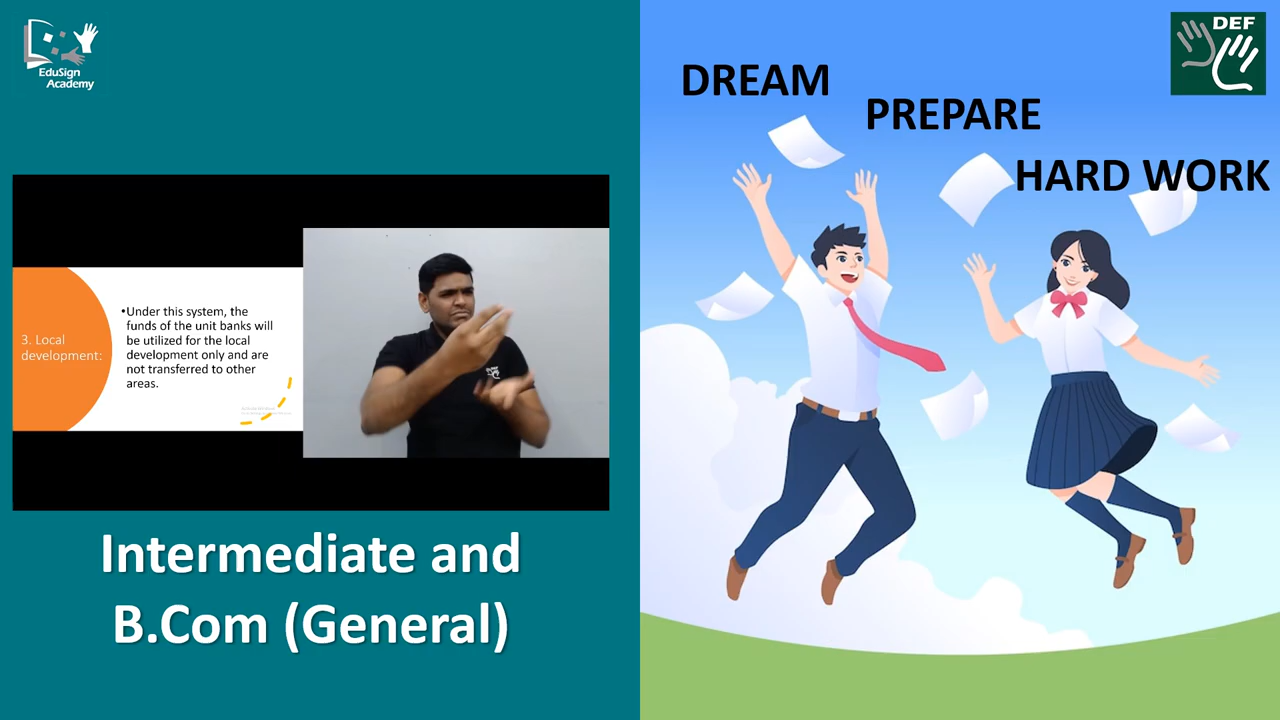 EduSign
Academy
3. Local
development:
•Under this system, the
funds of the unit banks will
be utilized for the local
development only and are
not transferred to other
areas.
Intermediate and
B.Com (General)
DREAM
PREPARE
HARD WORK
DEF